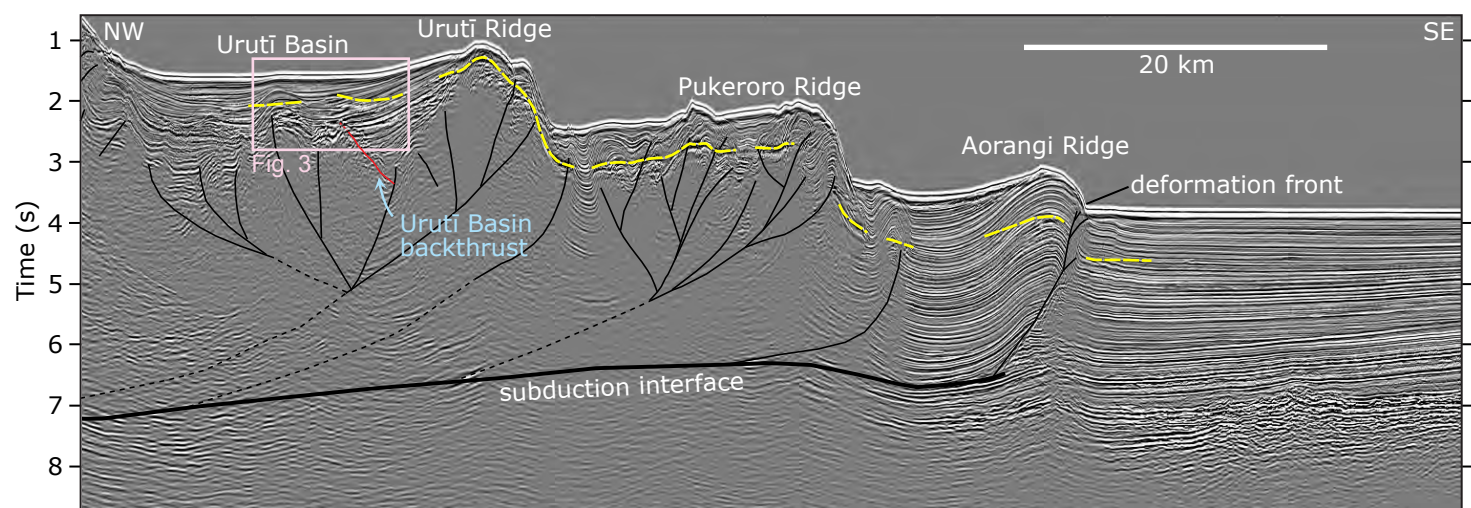 NW
Urutī Ridge
SE
Urutī Basin
20 km
Pukeroro Ridge
Fig. 3
Aorangi Ridge
deformation front
Urutī Basin
backthrust
subduction interface
Time (s)
1
2
3
4
5
6
7
8